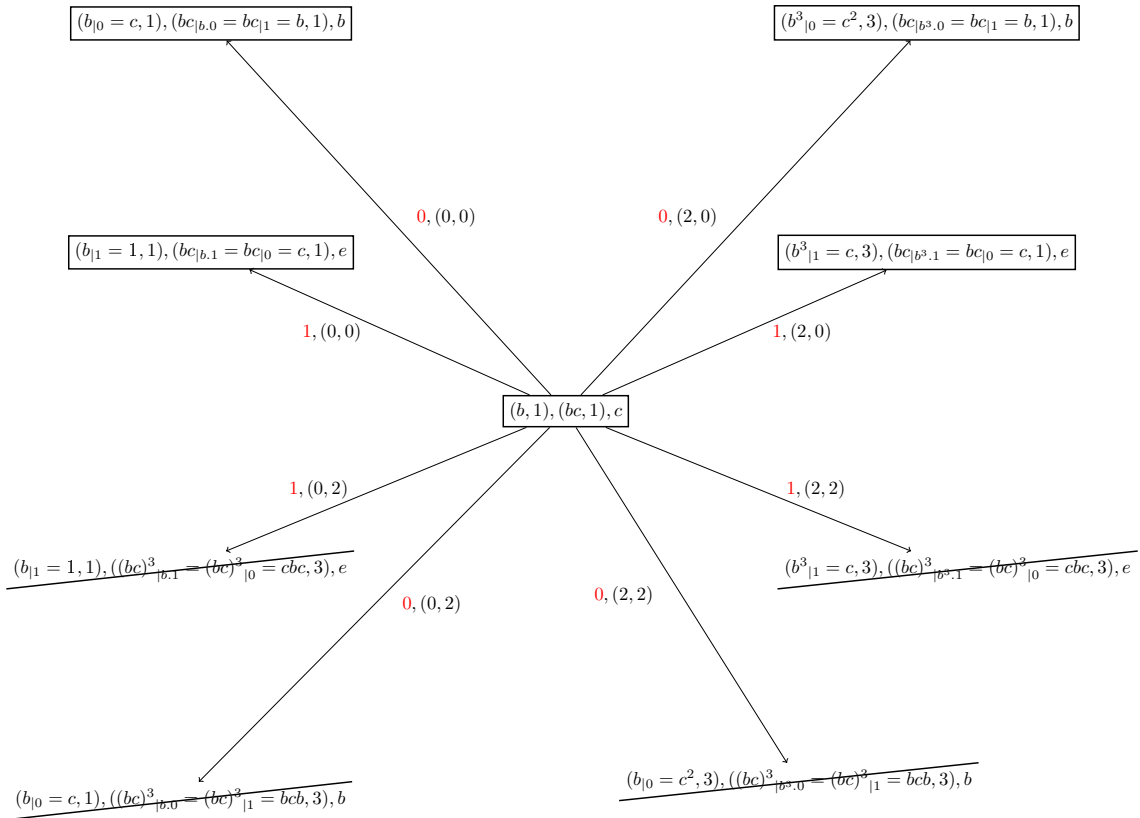 (b_{|0} = c, 1), (bc_{|b.0} = bc_{|1} = b, 1), b
(b^3_{|0} = c^2, 3), (bc_{|b^3.0} = bc_{|1} = b, 1), b
0, (0, 0)
0, (2, 0)
(b_{|1} = 1, 1), (bc_{|b.1} = bc_{|0} = c, 1), e
(b^3_{|1} = c, 3), (bc_{|b^3.1} = bc_{|0} = c, 1), e
1, (0, 0)
1, (2, 0)
(b, 1), (bc, 1), c
1, (0, 2)
1, (2, 2)
(b_{|1} = 1, 1), ((bc)^3_{|b.1} = (bc)^3_{|0} = cbc, 3), e
(b^3_{|1} = c, 3), ((bc)^3_{|b^3.1} = (bc)^3_{|0} = cbc, 3), e
0, (0, 2)
0, (2, 2)
(b_{|0} = c^2, 3), ((bc)^3_{|b^3.0} = (bc)^3_{|1} = bcb, 3), b
(b_{|0} = c, 1), ((bc)^3_{|b.0} = (bc)^3_{|1} = bcb, 3), b